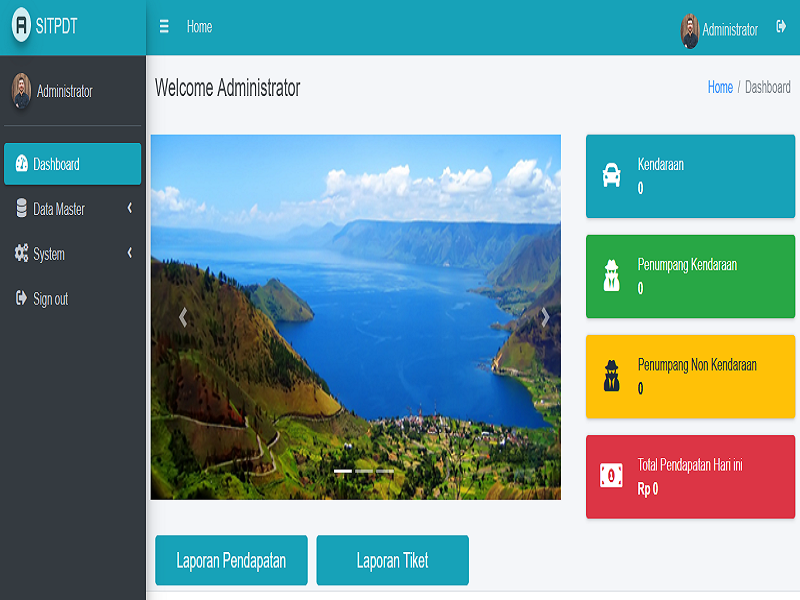 A SITPDT
Home
Administrator
Administrator
Dashboard
Data Master
System
Sign out
Welcome Administrator
Home / Dashboard
Kendaraan
0
Penumpang Kendaraan
0
Penumpang Non Kendaraan
0
Total Pendapatan Hari ini
Rp 0
Laporan Pendapatan
Laporan Tiket